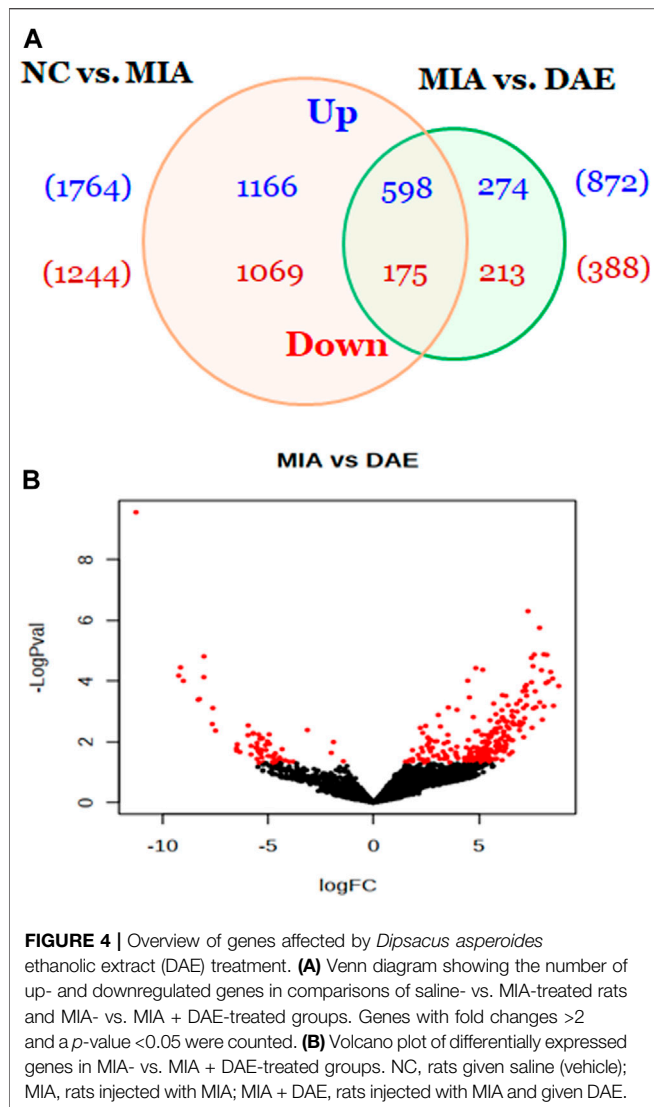 A
NC vs. MIA
MIA vs. DAE
Up
(1764) 1166 598 274 (872)
(1244) 1069 175 213 (388)
Down
B
MIA vs DAE
-LogPval
8
6
4
2
0
-10 -5 0 5
logFC
FIGURE 4 | Overview of genes affected by Dipsacus asperoides
ethanolic extract (DAE) treatment. (A) Venn diagram showing the number of
up- and downregulated genes in comparisons of saline- vs. MIA-treated rats
and MIA- vs. MIA + DAE-treated groups. Genes with fold changes >2
and a p-value <0.05 were counted. (B) Volcano plot of differentially expressed
genes in MIA- vs. MIA + DAE-treated groups. NC, rats given saline (vehicle);
MIA, rats injected with MIA; MIA + DAE, rats injected with MIA and given DAE.